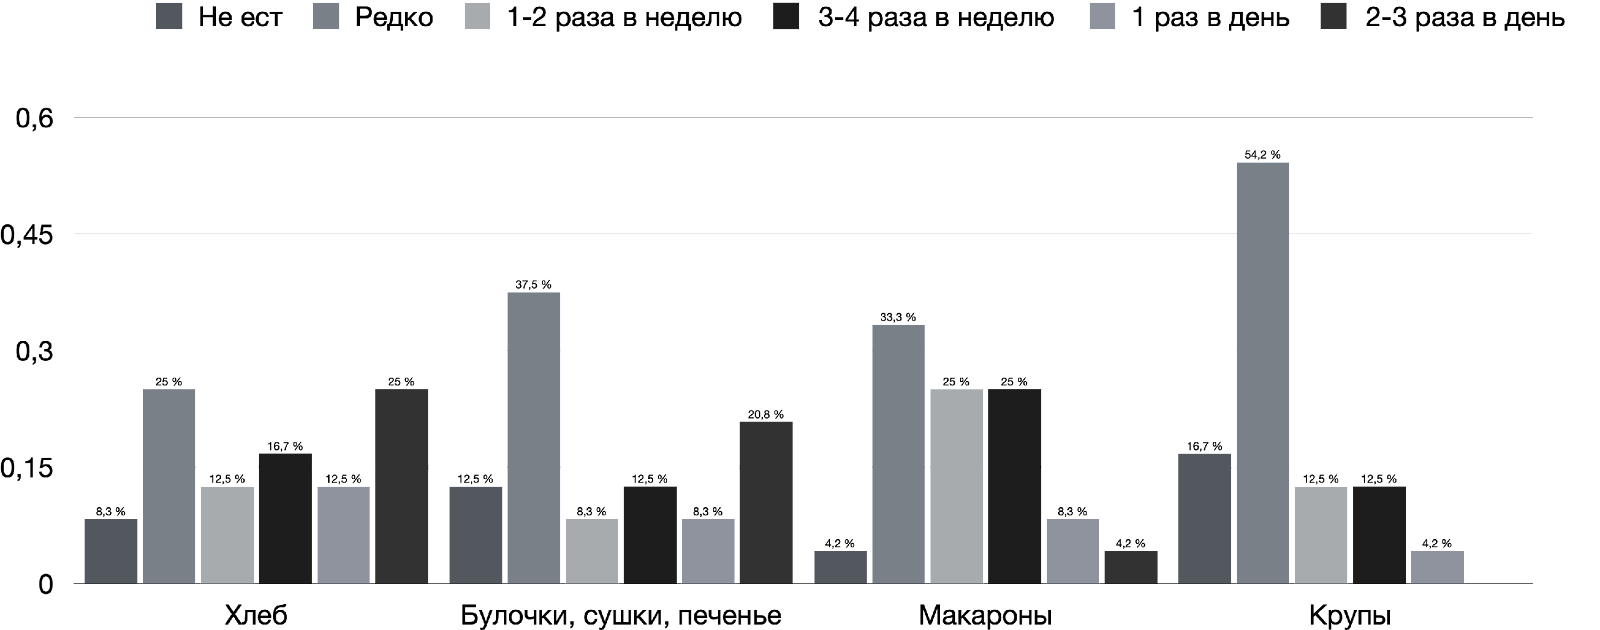 Не ест Редко 1-2 раза в неделю 3-4 раза в неделю 1 раз в день 2-3 раза в день
0,6
54,2 %
0,45
37,5 %
33,3 %
0,3
25 % 25 % 25 % 25 %
20,8 %
16,7 % 16,7 %
0,15
12,5 % 12,5 % 12,5 % 12,5 % 12,5 % 12,5 %
8,3 % 8,3 % 8,3 % 8,3 %
4,2 % 4,2 % 4,2 %
0
Хлеб Булочки, сушки, печенье Макароны Крупы